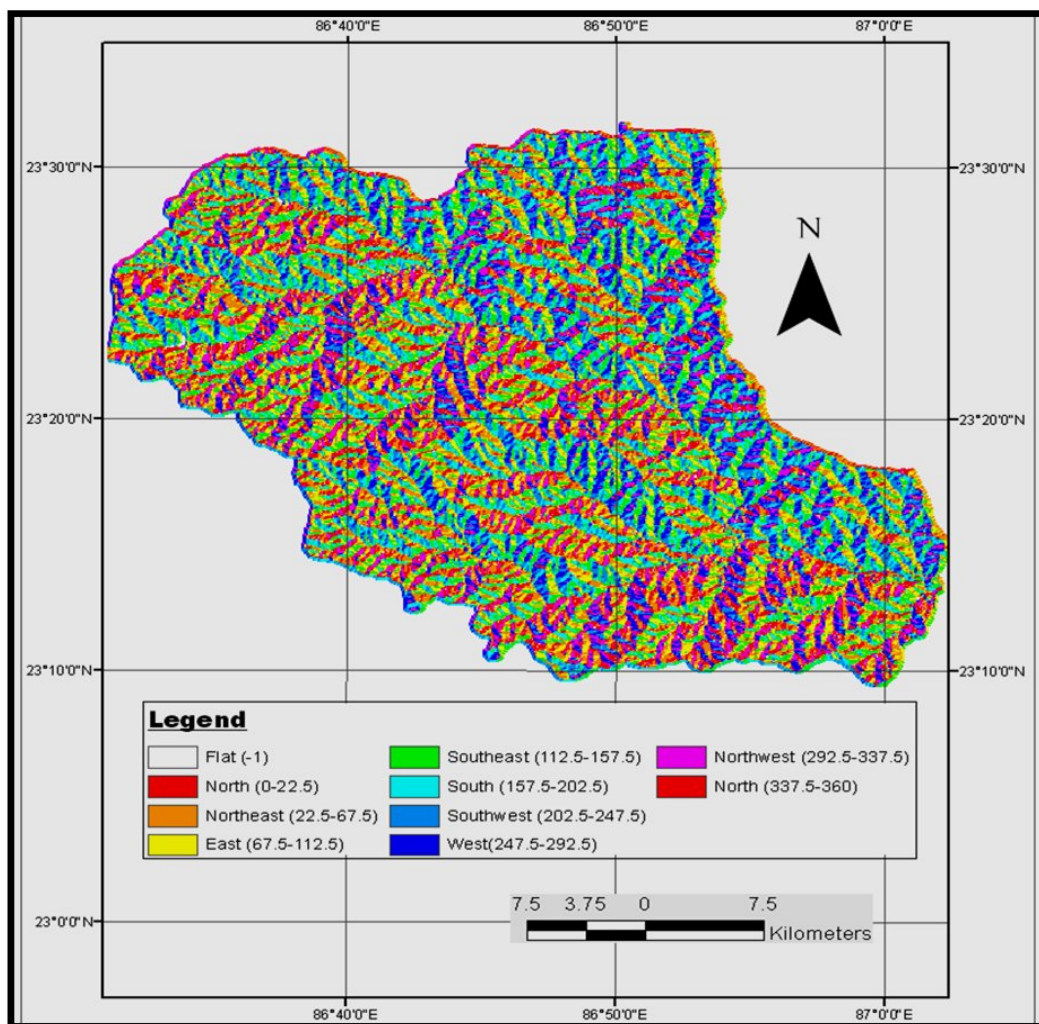 86°40'0"E 86°50'0"E 87°0'0"E
23°30'0"N 23°30'0"N
N
23°20'0"N 23°20'0"N
23°10'0"N 23°10'0"N
Legend
Flat (-1)
North (0-22.5)
Northeast (22.5-67.5)
East (67.5-112.5)
Southeast (112.5-157.5)
South (157.5-202.5)
Southwest (202.5-247.5)
West(247.5-292.5)
Northwest (292.5-337.5)
North (337.5-360)
7.5 3.75 0 7.5
Kilometers
23°0'0"N 23°0'0"N
86°40'0"E 86°50'0"E 87°0'0"E